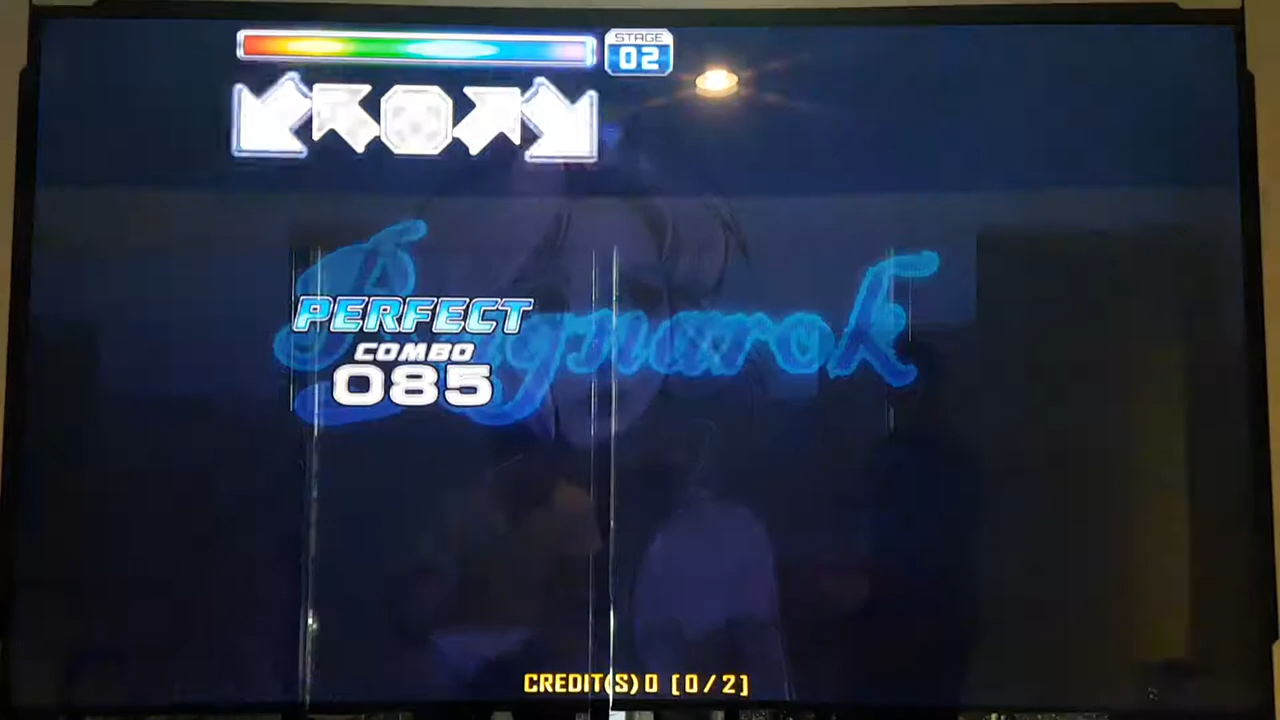 STAGE
02
Ragnarok
PERFECT
COMBO
085
CREDIT(S) 0 [0/2]